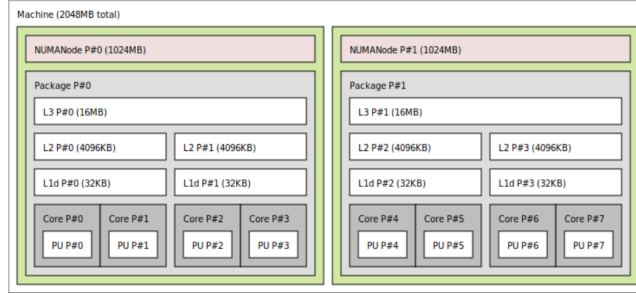 Machine (2048MB total)
NUMANode P#0 (1024MB)
Package P#0
L3 P#0 (16MB)
L2 P#0 (4096KB)
L2 P#1 (4096KB)
L1d P#0 (32KB)
L1d P#1 (32KB)
Core P#0
Core P#1
Core P#2
Core P#3
PU P#0
PU P#1
PU P#2
PU P#3
NUMANode P#1 (1024MB)
Package P#1
L3 P#1 (16MB)
L2 P#2 (4096KB)
L2 P#3 (4096KB)
L1d P#2 (32KB)
L1d P#3 (32KB)
Core P#4
Core P#5
Core P#6
Core P#7
PU P#4
PU P#5
PU P#6
PU P#7